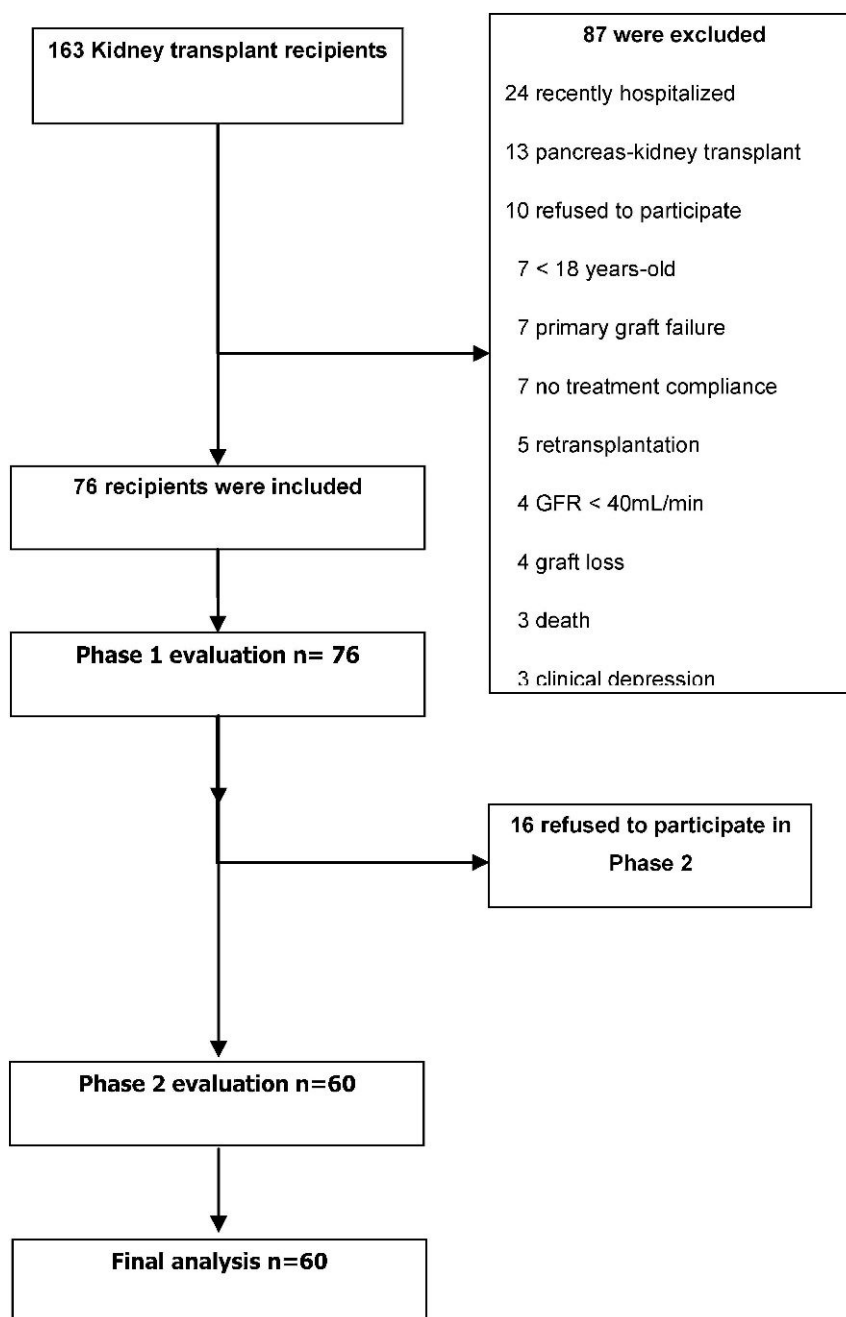 163 Kidney transplant recipients
87 were excluded
24 recently hospitalized
13 pancreas-kidney transplant
10 refused to participate
7 < 18 years-old
7 primary graft failure
7 no treatment compliance
5 retransplantation
4 GFR < 40mL/min
4 graft loss
3 death
3 clinical depression
76 recipients were included
Phase 1 evaluation n= 76
16 refused to participate in
Phase 2
Phase 2 evaluation n=60
Final analysis n=60